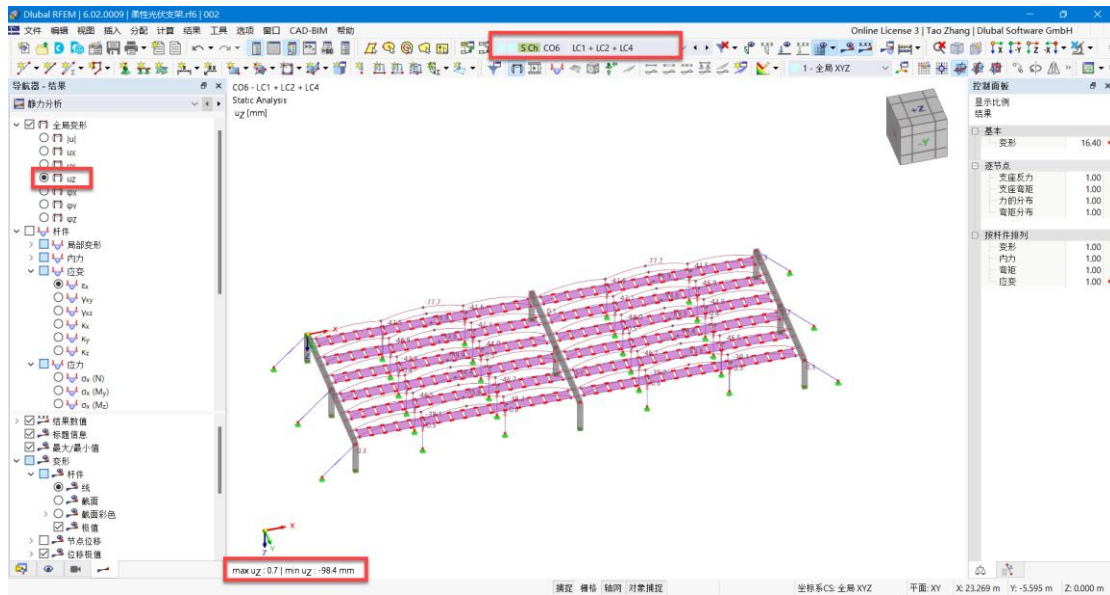 Dlubal RFEM | 6.02.0009 | 柔性光伏支架.rf6 | 002
文件 编辑 视图 插入 分配 计算 结果 工具 选项 窗口 CAD-BIM 帮助
Online License 3 | Tao Zhang | Dlubal Software GmbH
S Ch CO6 LC1 + LC2 + LC4
1 - 全局 XYZ
导航器 - 结果
静力分析
全局变形
|u|
ux
uY
uz
φX
φY
φZ
杆件
局部变形
内力
应变
εx
γxy
γxz
κx
κy
κz
应力
σx (N)
σx (My)
σx (Mz)
结果数值
标题信息
最大/最小值
变形
杆件
线
截面
截面彩色
极值
节点位移
位移极值
CO6 - LC1 + LC2 + LC4
Static Analysis
uZ [mm]
+Z
-Y
77.7
77.7
X
Z
X
Y
Z
max uZ : 0.7 | min uZ : -98.4 mm
控制面板
显示比例
结果
基本
变形 16.40
逐节点
支座反力 1.00
支座弯矩 1.00
力的分布 1.00
弯矩分布 1.00
按杆件排列
变形 1.00
内力 1.00
弯矩 1.00
应变 1.00
捕捉 栅格 轴网 对象捕捉
坐标系CS: 全局 XYZ
平面: XY
X: 23.269 m Y: -5.595 m Z: 0.000 m